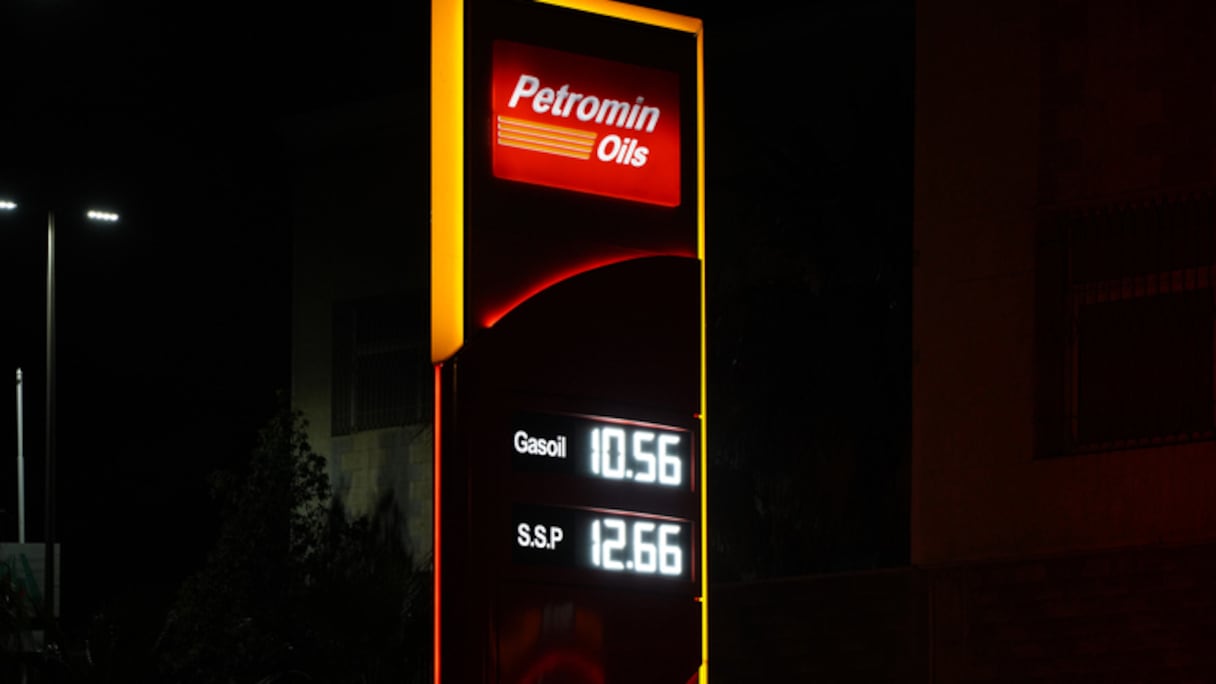 Petromin
Oils
Gasoil 10.56
S.S.P 12.66